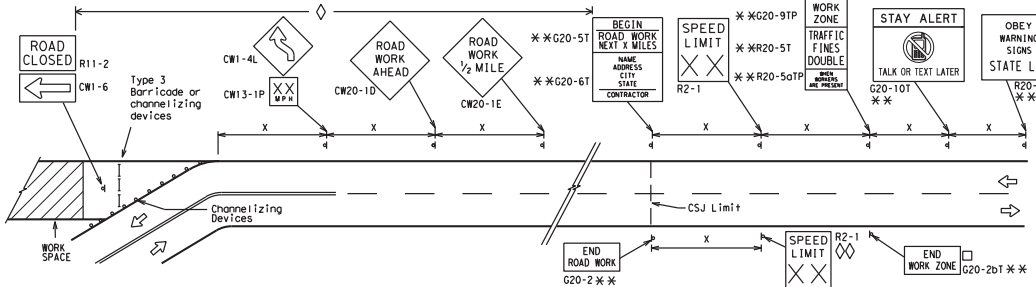 ROAD
CLOSED
R11-2
CW1-6
Type 3
Barricade or
channelizing
devices
CW1-4L
XX
MPH
CW13-1P
ROAD
WORK
AHEAD
CW20-1D
ROAD
WORK
1/2 MILE
CW20-1E
BEGIN
ROAD WORK
NEXT X MILES
NAME
ADDRESS
CITY
STATE
CONTRACTOR
**G20-5T
**G20-6T
SPEED
LIMIT
XX
R2-1
**G20-9TP
**R20-5T
**R20-5aTP
WORK
ZONE
TRAFFIC
FINES
DOUBLE
WHEN
WORKERS
ARE PRESENT
STAY ALERT
TALK OR TEXT LATER
G20-10T
**
OBEY
WARNING
SIGNS
STATE L
R20-
**
X X X X X X X
Channelizing
Devices
WORK
SPACE
CSJ Limit
END
ROAD WORK
G20-2 **
X
SPEED
LIMIT
XX
R2-1
END
WORK ZONE
G20-2bT **